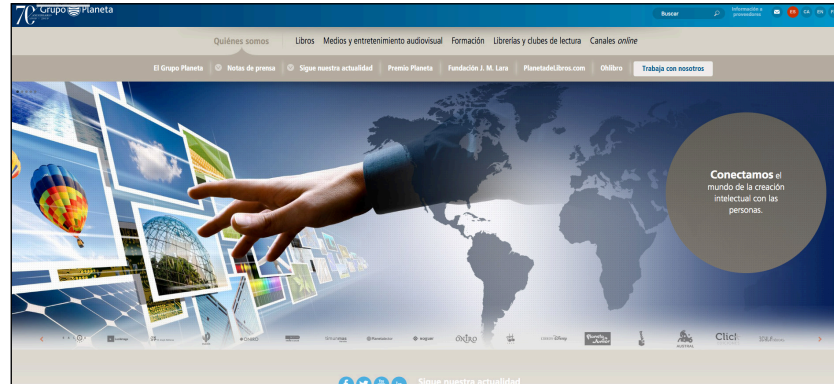 70 Grupo Planeta
Buscar
Información a
proveedores
ES CA EN
Quiénes somos Libros Medios y entretenimiento audiovisual Formación Librerías y clubes de lectura Canales online
El Grupo Planeta Notas de prensa Sigue nuestra actualidad Premio Planeta Fundación J. M. Lara PlanetadeLibros.com Ohlibro Trabaja con nosotros
Conectamos el
mundo de la creación
intelectual con las
personas.
OXIRO
AUSTRAL
Sigue nuestra actualidad